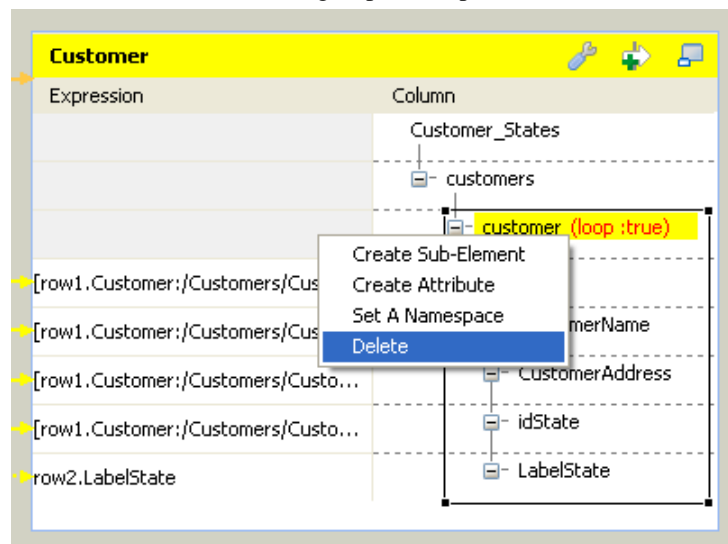 Customer
Expression Column
Customer_States
customers
customer (loop :true)
Create Sub-Element
[row1.Customer:/Customers/Cus Create Attribute
Set A Namespace
[row1.Customer:/Customers/Cus merName
Delete
[row1.Customer:/Customers/Custo... CustomerAddress
[row1.Customer:/Customers/Custo... idState
row2.LabelState LabelState